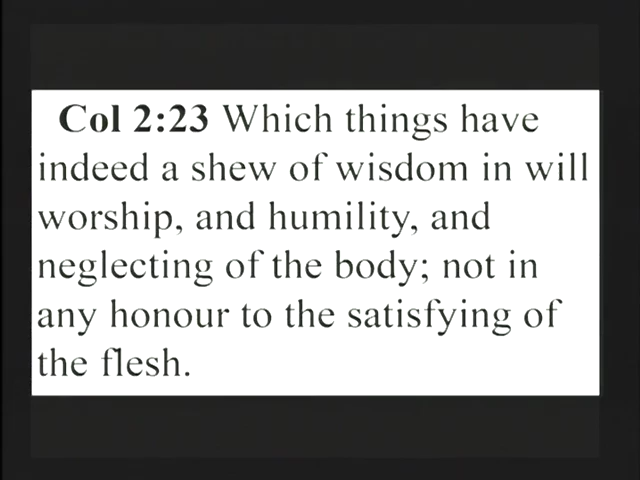 Col 2:23 Which things have
indeed a shew of wisdom in will
worship, and humility, and
neglecting of the body; not in
any honour to the satisfying of
the flesh.